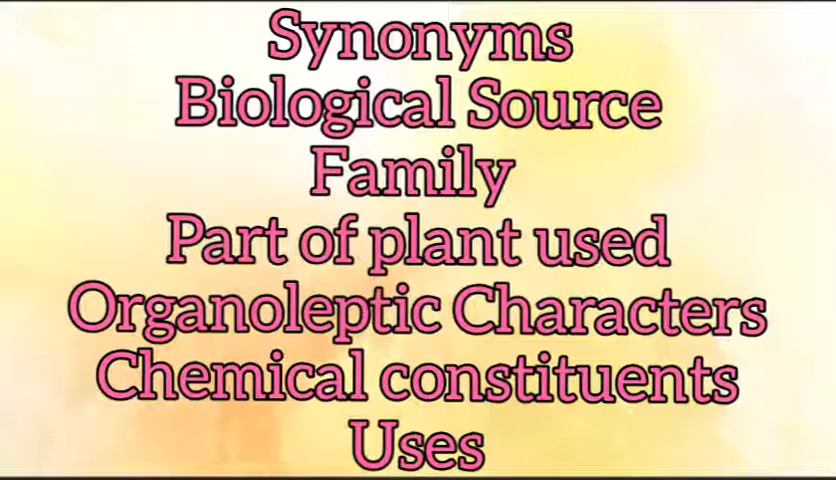 Synonyms
Biological Source
Family
Part of plant used
Organoleptic Characters
Chemical constituents
Uses